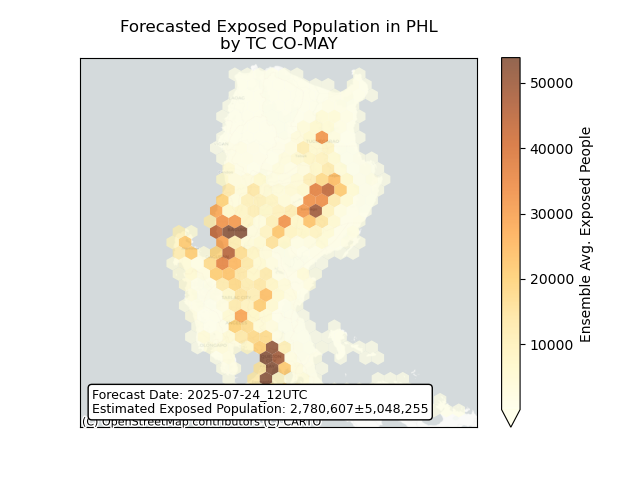 Forecasted Exposed Population in PHL
by TC CO-MAY
50000
40000
30000
20000
10000
Ensemble Avg. Exposed People
Forecast Date: 2025-07-24_12UTC
Estimated Exposed Population: 2,780,607±5,048,255
(C) OpenStreetMap contributors (C) CARTO